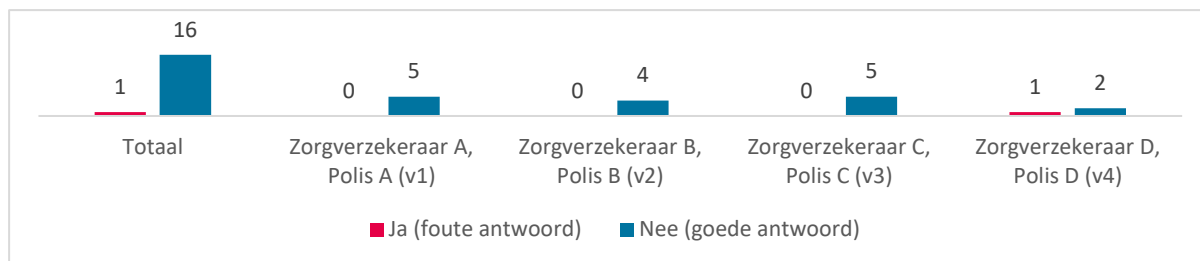 16
1
0
5
0
4
0
5
1
2
Totaal
Zorgverzekeraar A,
Polis A (v1)
Zorgverzekeraar B,
Polis B (v2)
Zorgverzekeraar C,
Polis C (v3)
Zorgverzekeraar D,
Polis D (v4)
Ja (foute antwoord)
Nee (goede antwoord)